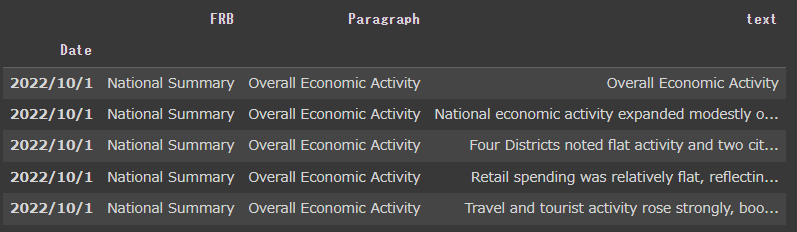 FRB Paragraph text
Date
2022/10/1 National Summary Overall Economic Activity Overall Economic Activity
2022/10/1 National Summary Overall Economic Activity National economic activity expanded modestly o...
2022/10/1 National Summary Overall Economic Activity Four Districts noted flat activity and two cit...
2022/10/1 National Summary Overall Economic Activity Retail spending was relatively flat, reflectin...
2022/10/1 National Summary Overall Economic Activity Travel and tourist activity rose strongly, boo...